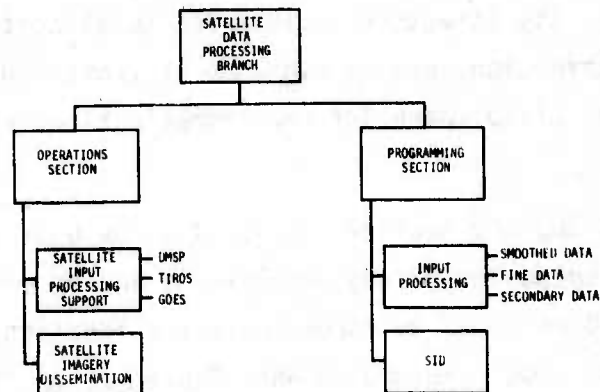 SATELLITE
DATA
PROCESSING
BRANCH
OPERATIONS
SECTION
PROGRAMMING
SECTION
SATELLITE
INPUT
PROCESSING
SUPPORT
DMSP
TIROS
GOES
INPUT
PROCESSING
SMOOTHED DATA
FINE DATA
SECONDARY DATA
SATELLITE
IMAGERY
DISSEMINATION
SID